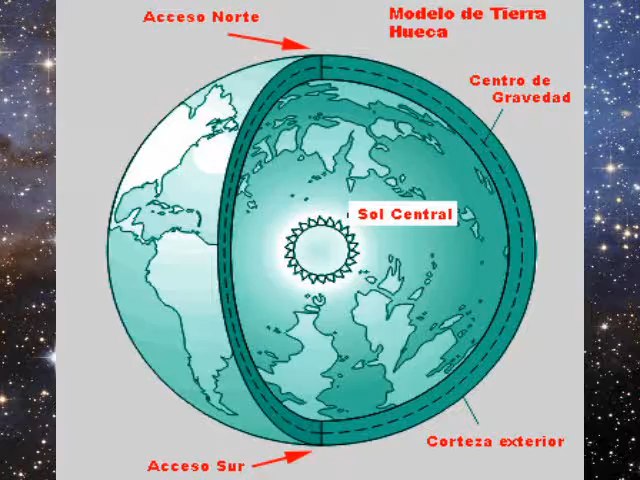 Acceso Norte
Modelo de Tierra
Hueca
Centro de
Gravedad
Sol Central
Corteza exterior
Acceso Sur